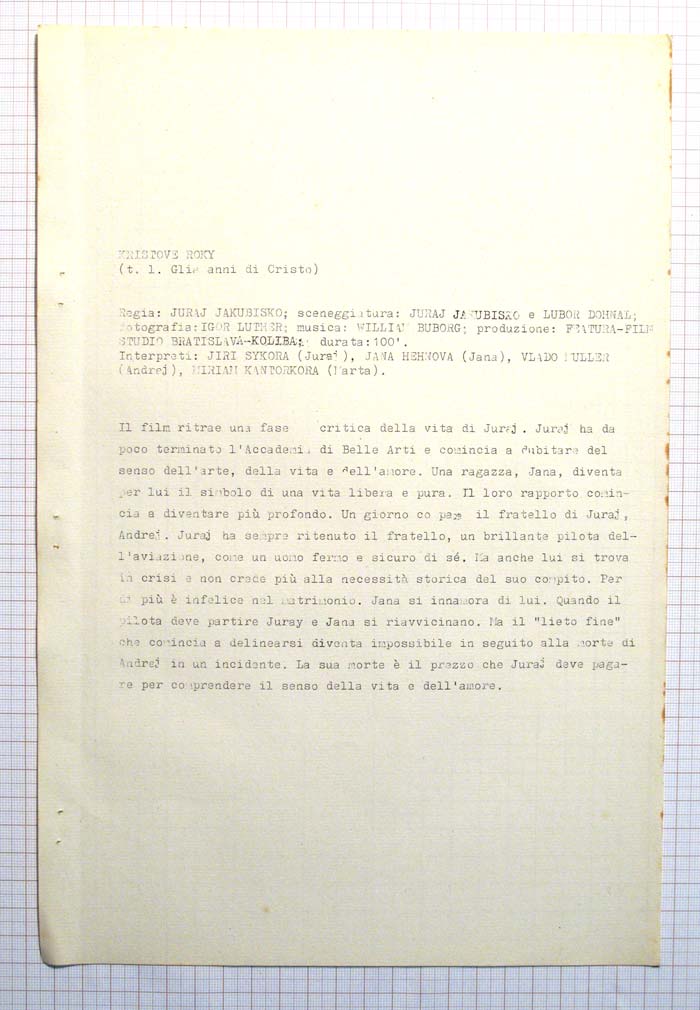 KRISTOVE ROKY
(t. l. Glie anni di Cristo)
Regia: JURAJ JAKUBISKO; sceneggiatura: JURAJ JAKUBISKO e LUBOR DOHNAL;
fotografia:IGOR LUTHER; musica: WILLIAM BUBORG; produzione: FEATURA-FILM
STUDIO BRATISLAVA-KOLIBA; durata:100'.
Interpreti: JIRI SYKORA (Juraj), JANA HEHNOVA (Jana), VLADO MULLER
(Andrej), MIRIAM KANTORKORA (Marta).
Il film ritrae una fase critica della vita di Juraj. Juraj ha da
poco terminato l'Accademia di Belle Arti e comincia a dubitare del
senso dell'arte, della vita e dell'amore. Una ragazza, Jana, diventa
per lui il simbolo di una vita libera e pura. Il loro rapporto comin-
cia a diventare più profondo. Un giorno il fratello di Juraj,
Andrej. Juraj ha sempre ritenuto il fratello, un brillante pilota del-
l'aviazione, come un uomo fermo e sicuro di sé. Ma anche lui si trova
in crisi e non crede più alla necessità storica del suo compito. Per
di più è infelice nel matrimonio. Jana si innamora di lui. Quando il
pilota deve partire Juray e Jana si riavvicinano. Ma il "lieto fine"
che comincia a delinearsi diventa impossibile in seguito alla morte di
Andrej in un incidente. La sua morte è il prezzo che Juraj deve paga-
re per comprendere il senso della vita e dell'amore.